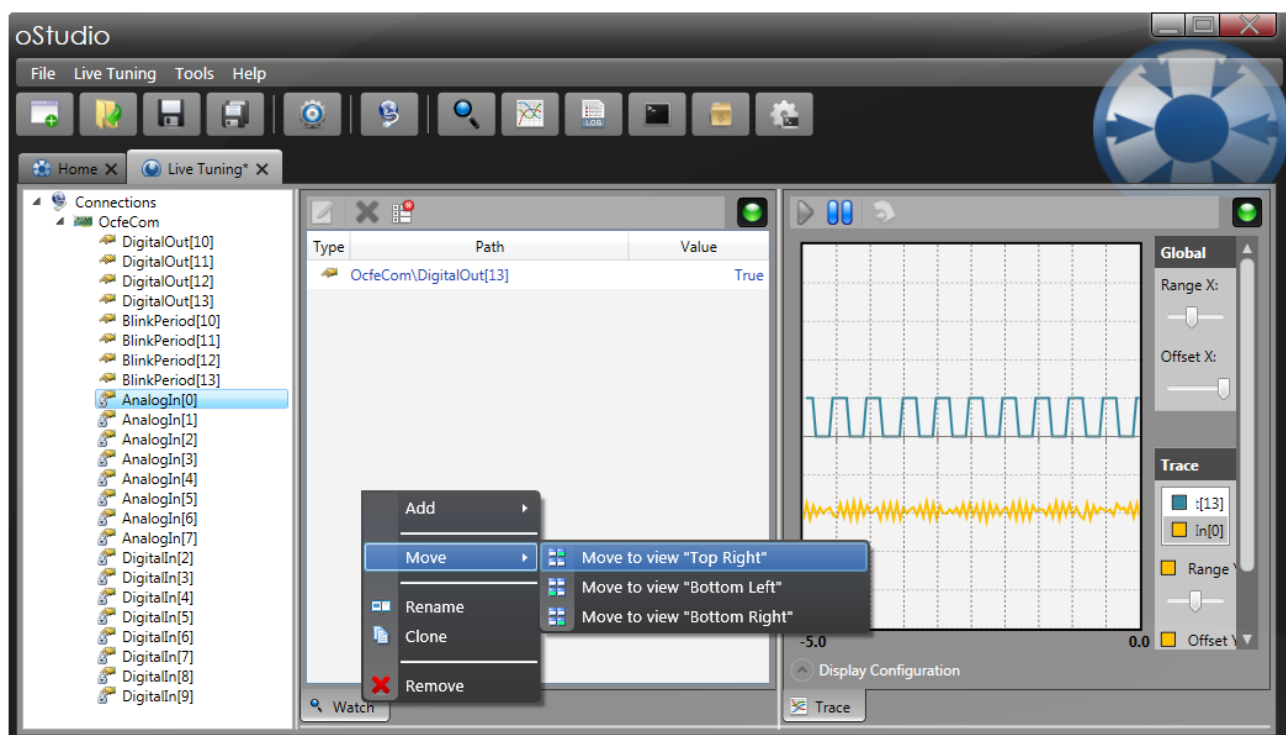 oStudio
File Live Tuning Tools Help
LOG
Home
Live Tuning*
Connections
OcfeCom
DigitalOut[10]
DigitalOut[11]
DigitalOut[12]
DigitalOut[13]
BlinkPeriod[10]
BlinkPeriod[11]
BlinkPeriod[12]
BlinkPeriod[13]
AnalogIn[0]
AnalogIn[1]
AnalogIn[2]
AnalogIn[3]
AnalogIn[4]
AnalogIn[5]
AnalogIn[6]
AnalogIn[7]
DigitalIn[2]
DigitalIn[3]
DigitalIn[4]
DigitalIn[5]
DigitalIn[6]
DigitalIn[7]
DigitalIn[8]
DigitalIn[9]
Type Path Value
OcfeCom\DigitalOut[13] True
Add
Move
Rename
Clone
Remove
Move to view "Top Right"
Move to view "Bottom Left"
Move to view "Bottom Right"
Watch
-5.0 0.0
Display Configuration
Trace
Global
Range X:
Offset X:
Trace
:[13]
In[0]
Range
Offset